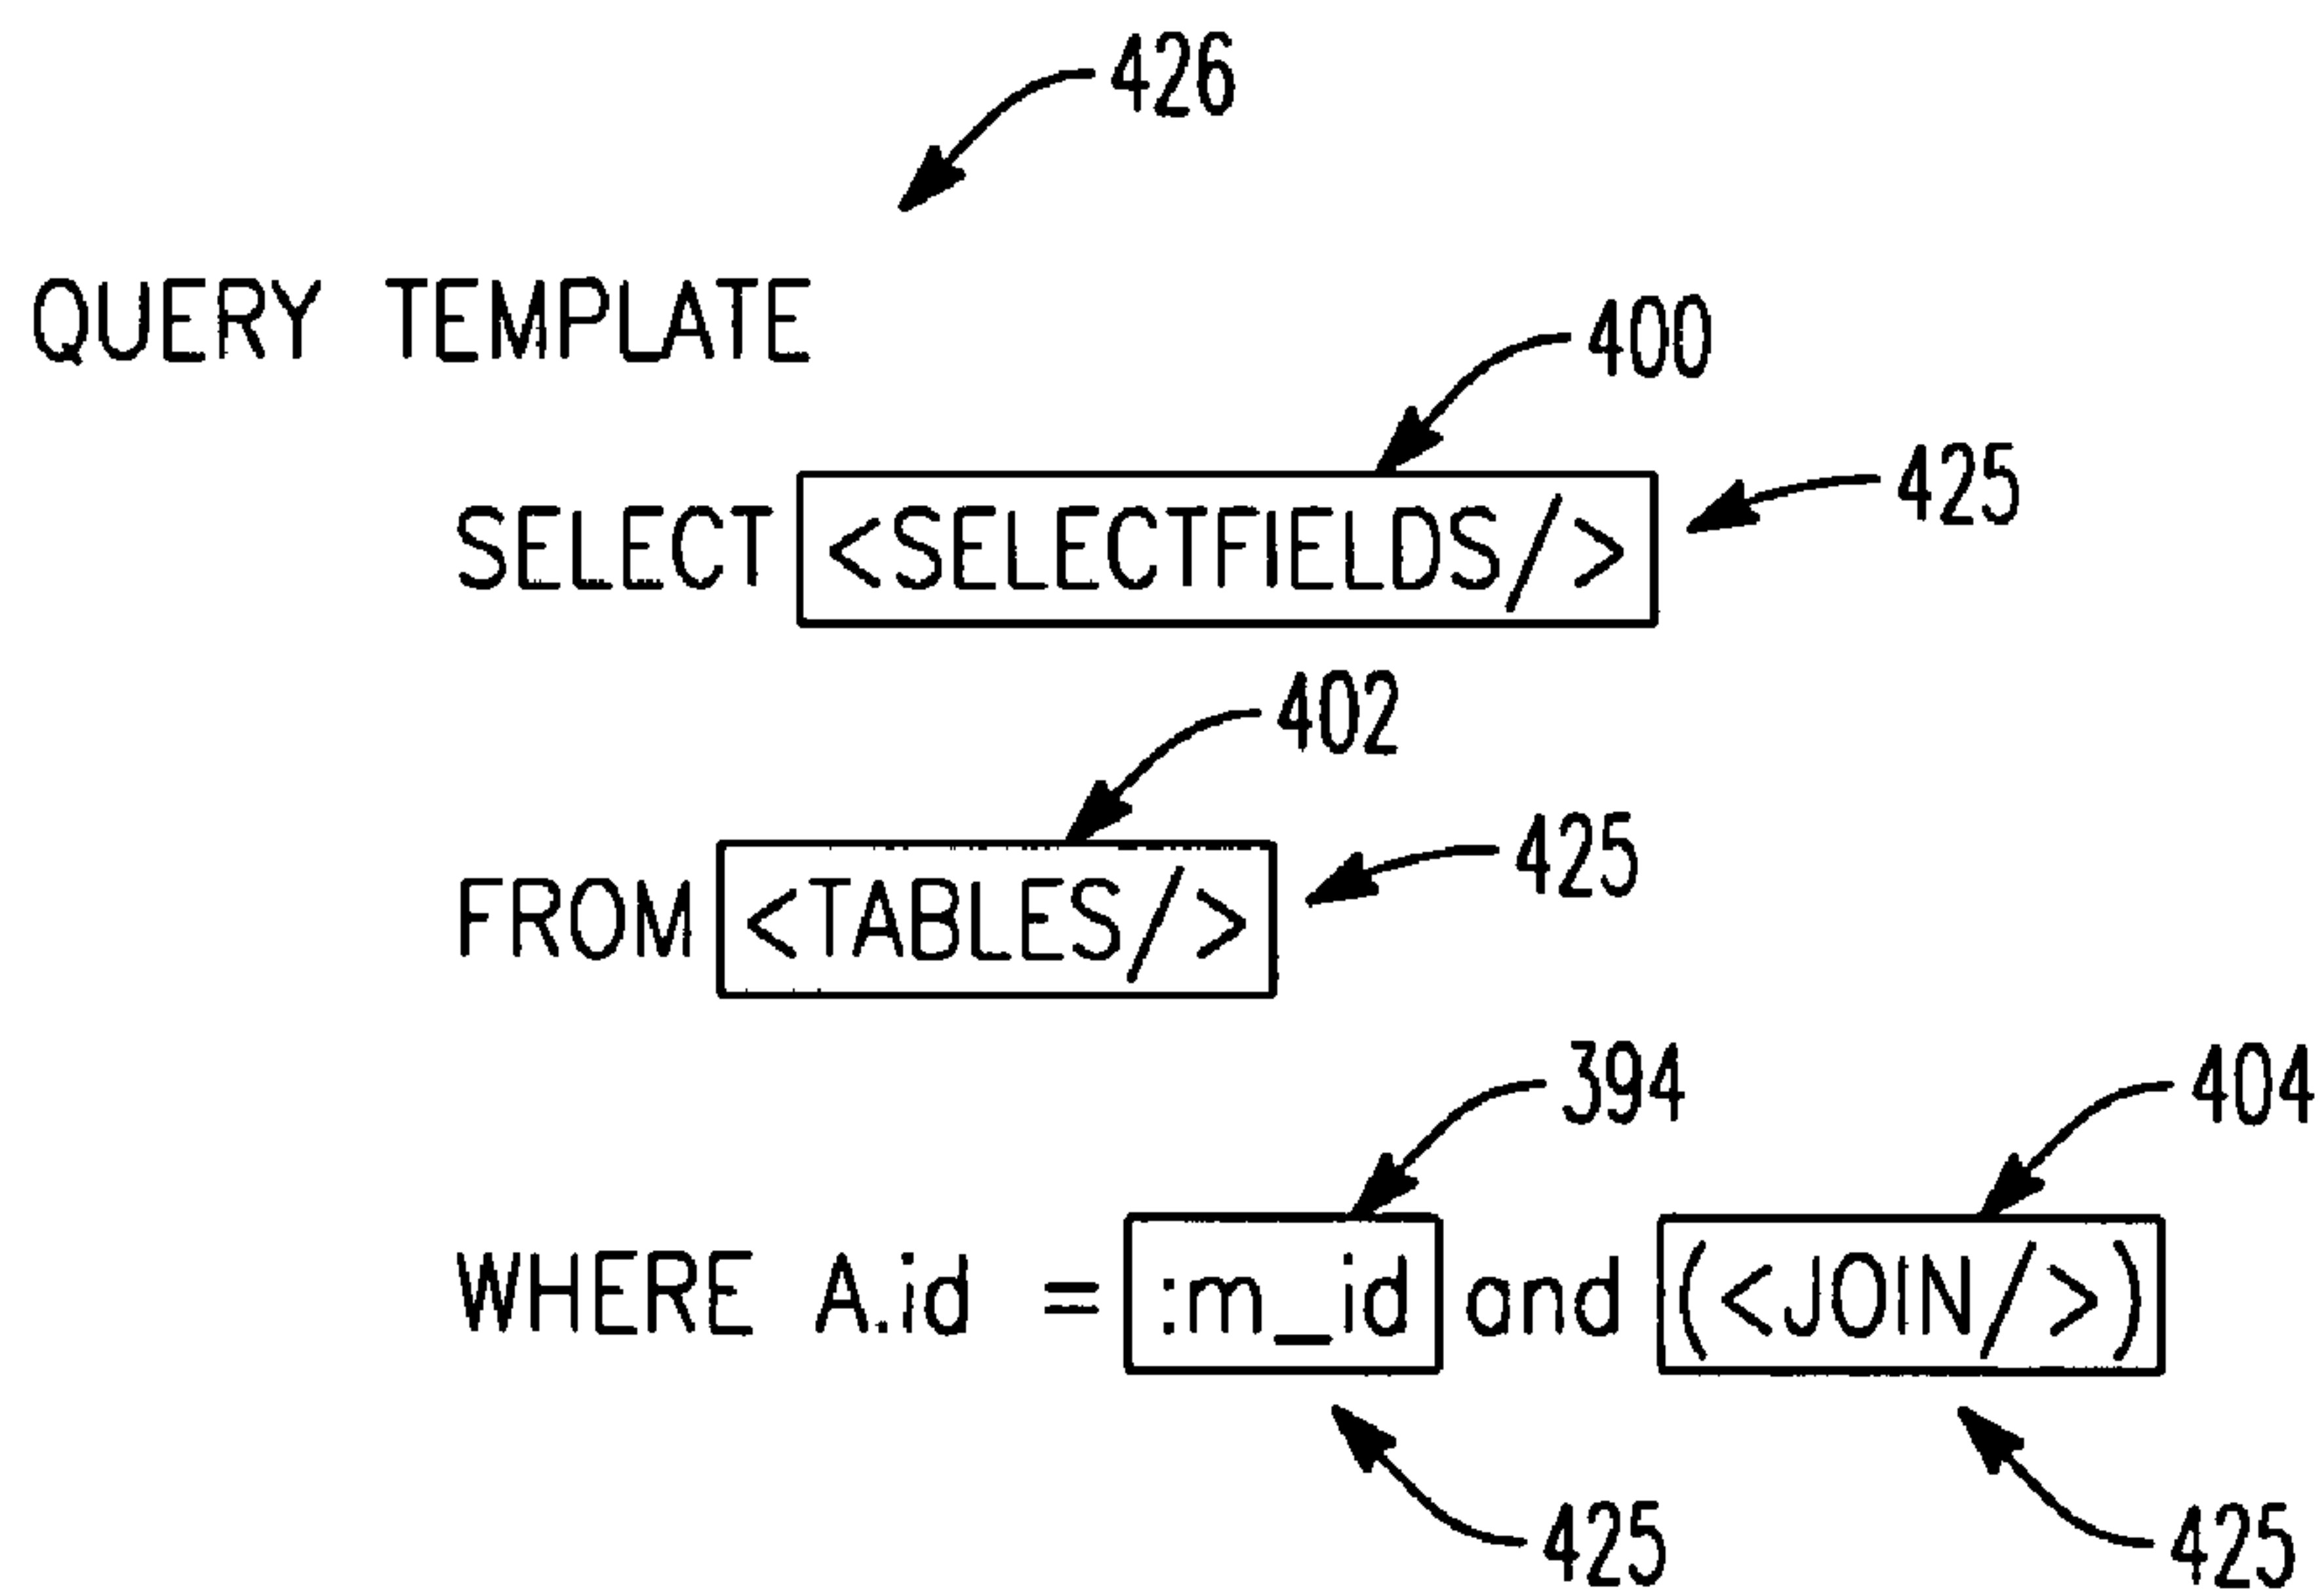 426
QUERY TEMPLATE
400
425
SELECT <SELECTFIELDS/>
402
425
FROM <TABLES/>
394
404
WHERE A.id = :m_id and (<JOIN/>)
425
425